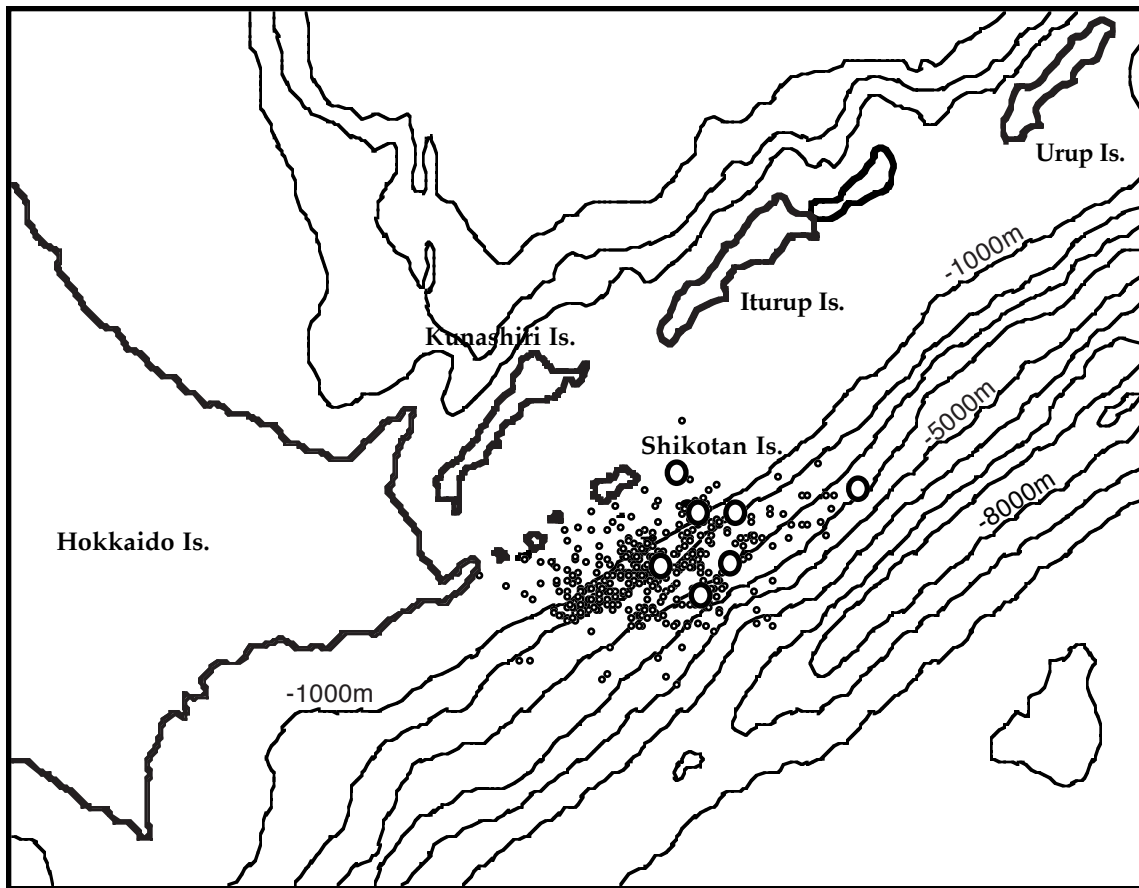 Urup Is.
-1000m
Iturup Is.
Kunashiri Is.
-5000m
Shikotan Is.
-8000m
Hokkaido Is.
-1000m